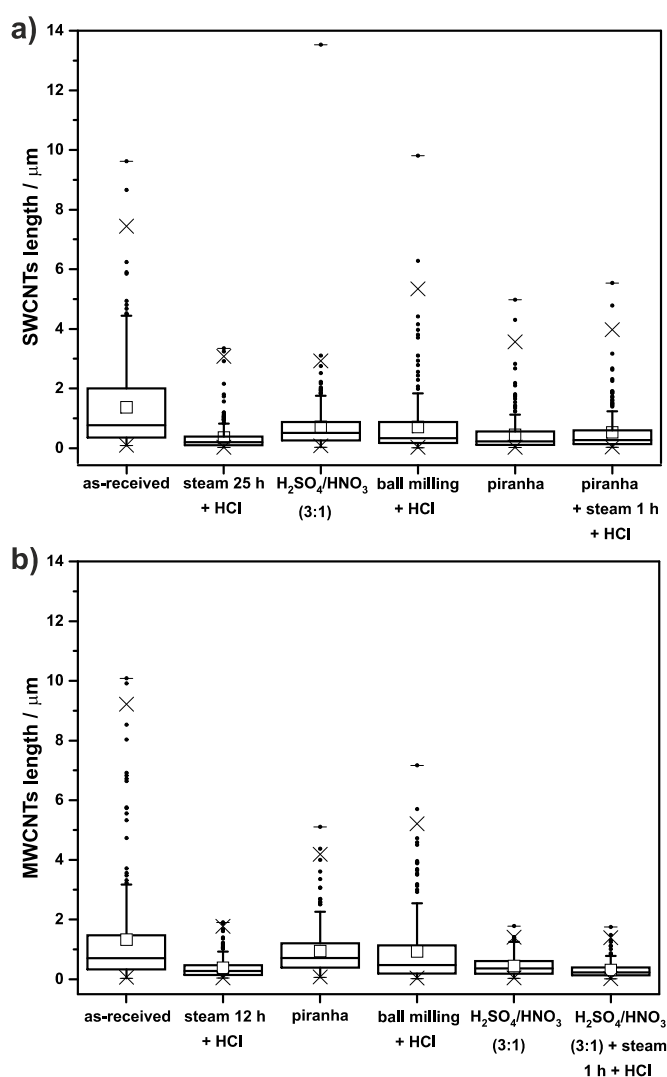 a)
14
12
10
8
6
4
2
0
SWCNTs length / μm
as-received
steam 25 h
+ HCl
H₂SO₄/HNO₃
(3:1)
ball milling
+ HCl
piranha
piranha
+ steam 1 h
+ HCl
b)
14
12
10
8
6
4
2
0
MWCNTs length / μm
as-received
steam 12 h
+ HCl
piranha
ball milling
+ HCl
H₂SO₄/HNO₃
(3:1)
H₂SO₄/HNO₃
(3:1) + steam
1 h + HCl